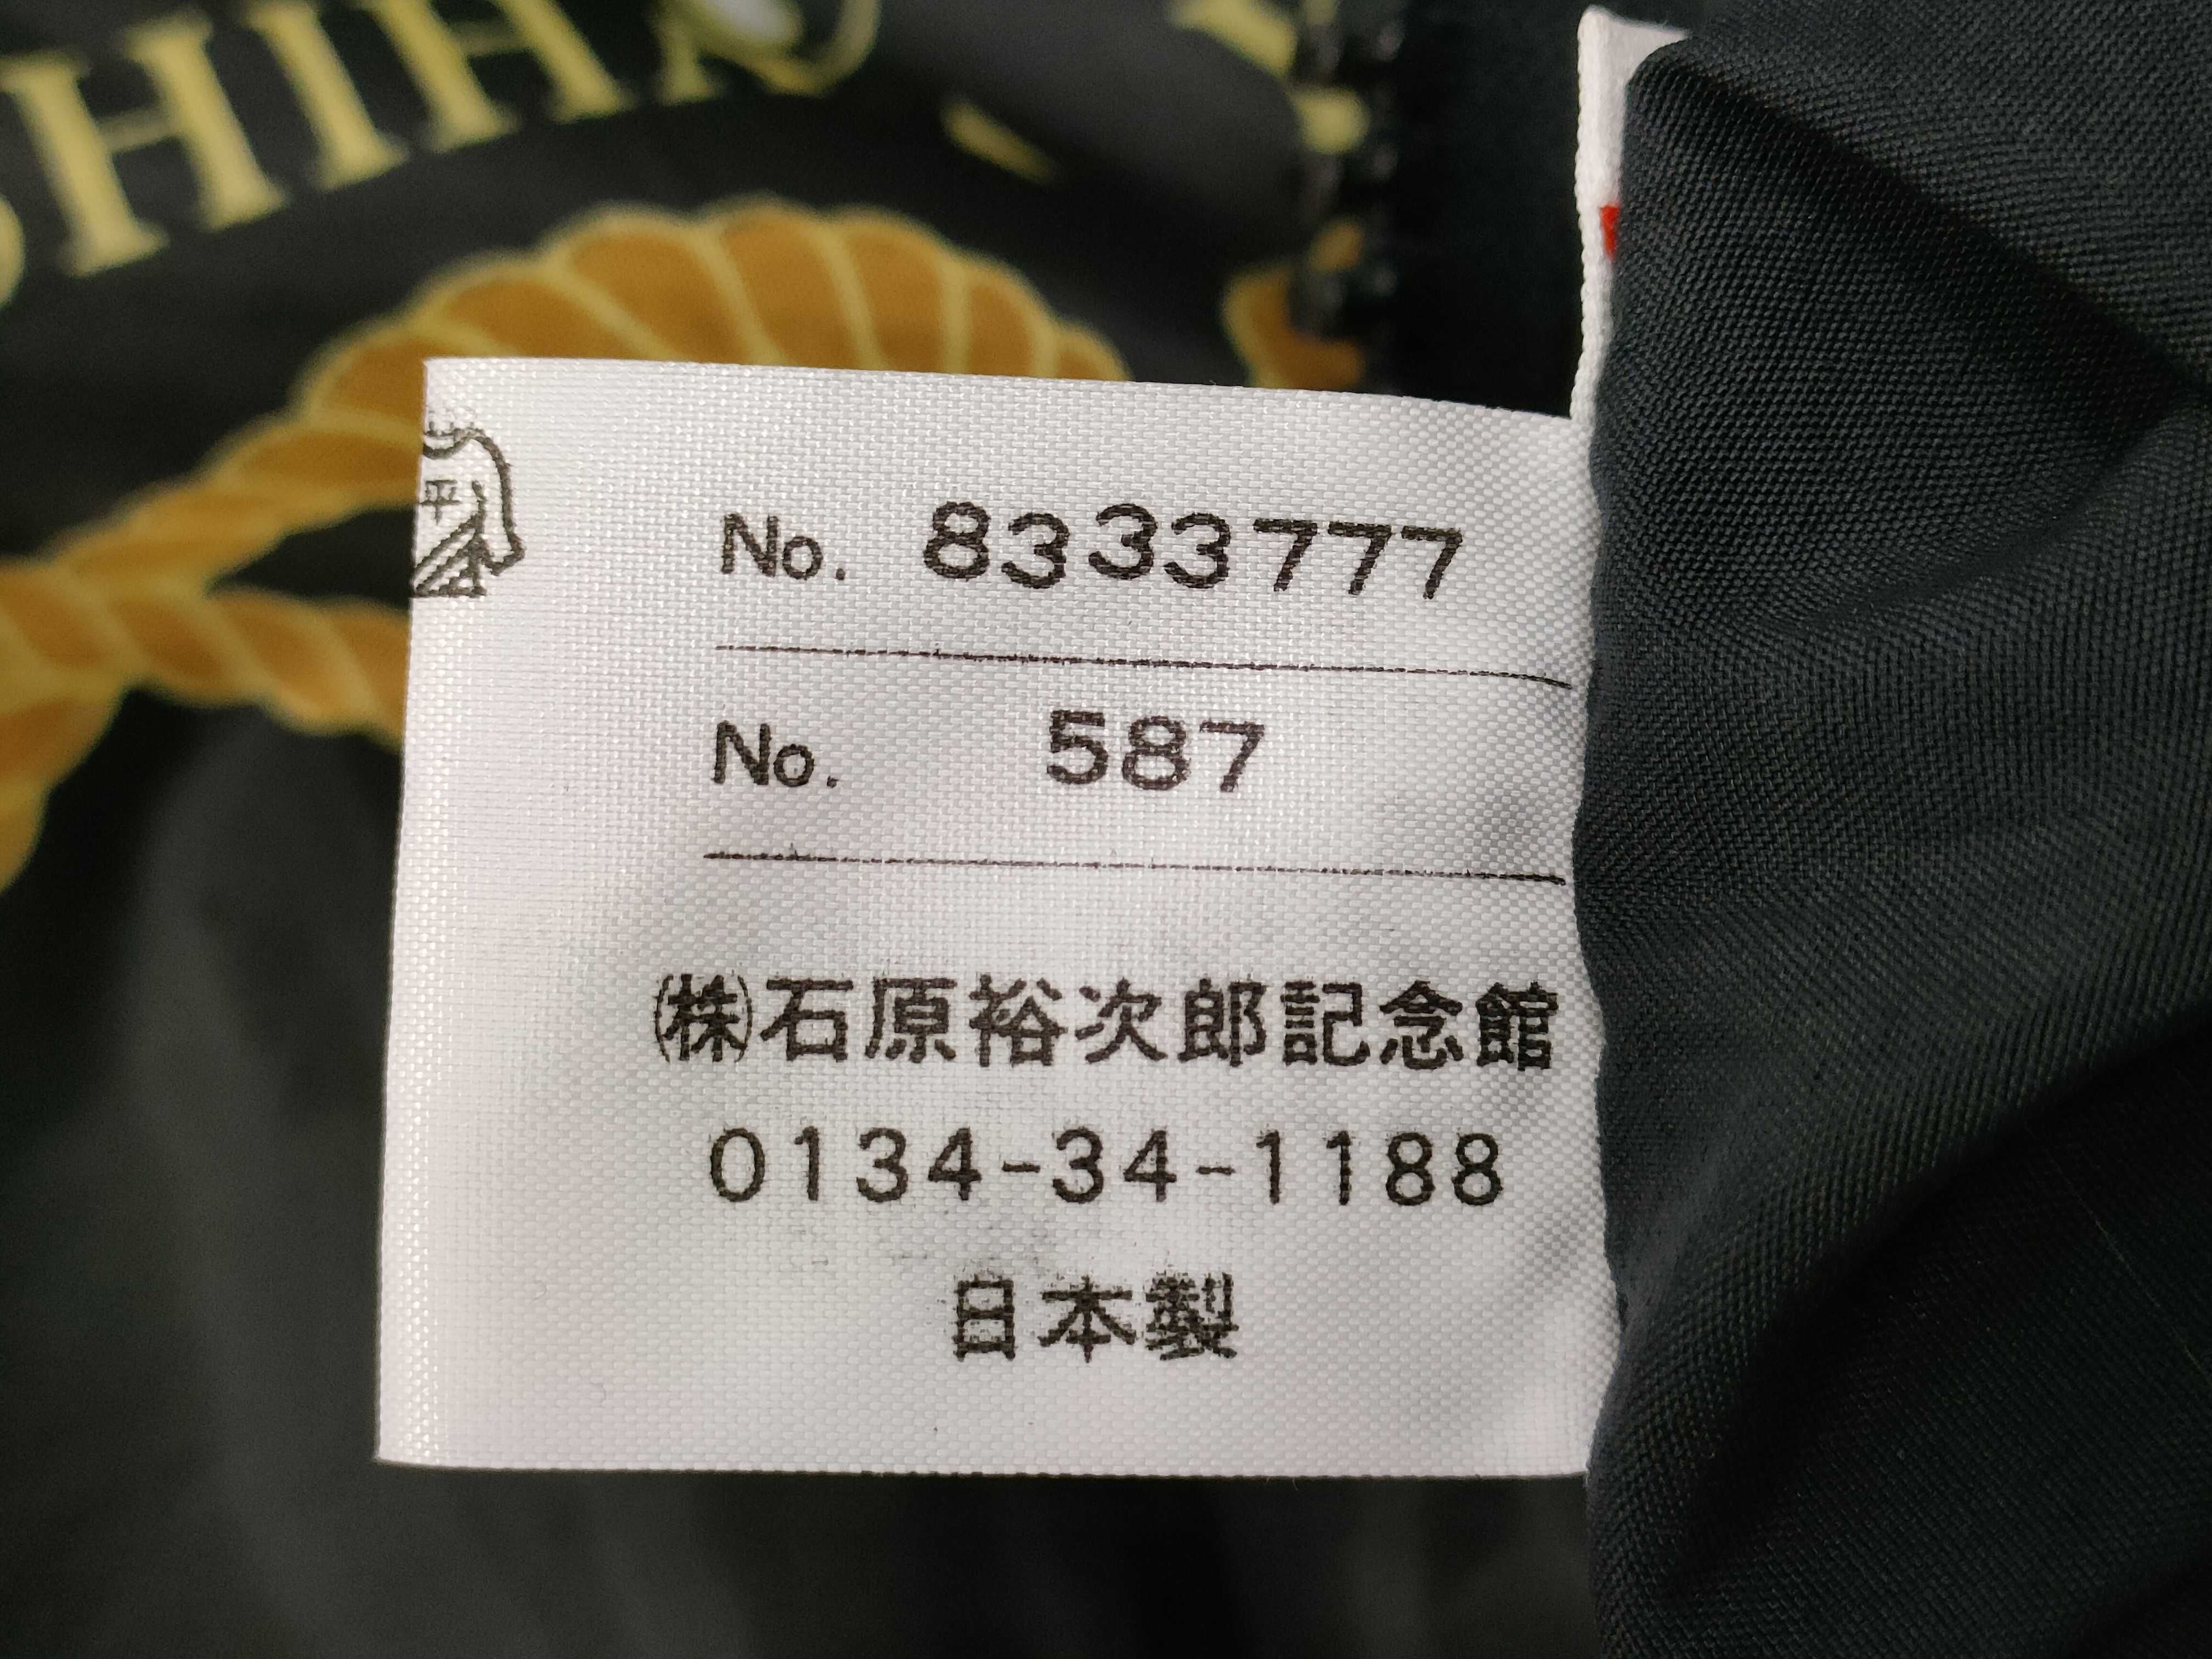 SHIHA
平
No. 8333777
No. 587
㈱石原裕次郎記念館
0134-34-1188
日本製